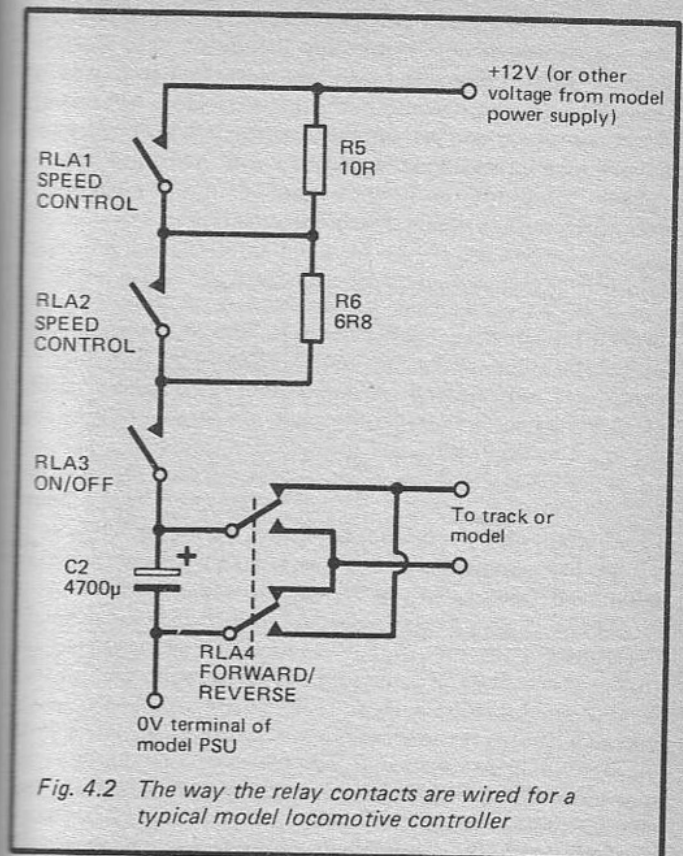 +12V (or other
voltage from model
power supply)
R5
10R
RLA1
SPEED
CONTROL
R6
6R8
RLA2
SPEED
CONTROL
RLA3
ON/OFF
To track or
model
+
C2
4700µ
RLA4
FORWARD/
REVERSE
0V terminal of
model PSU
Fig. 4.2 The way the relay contacts are wired for a
typical model locomotive controller